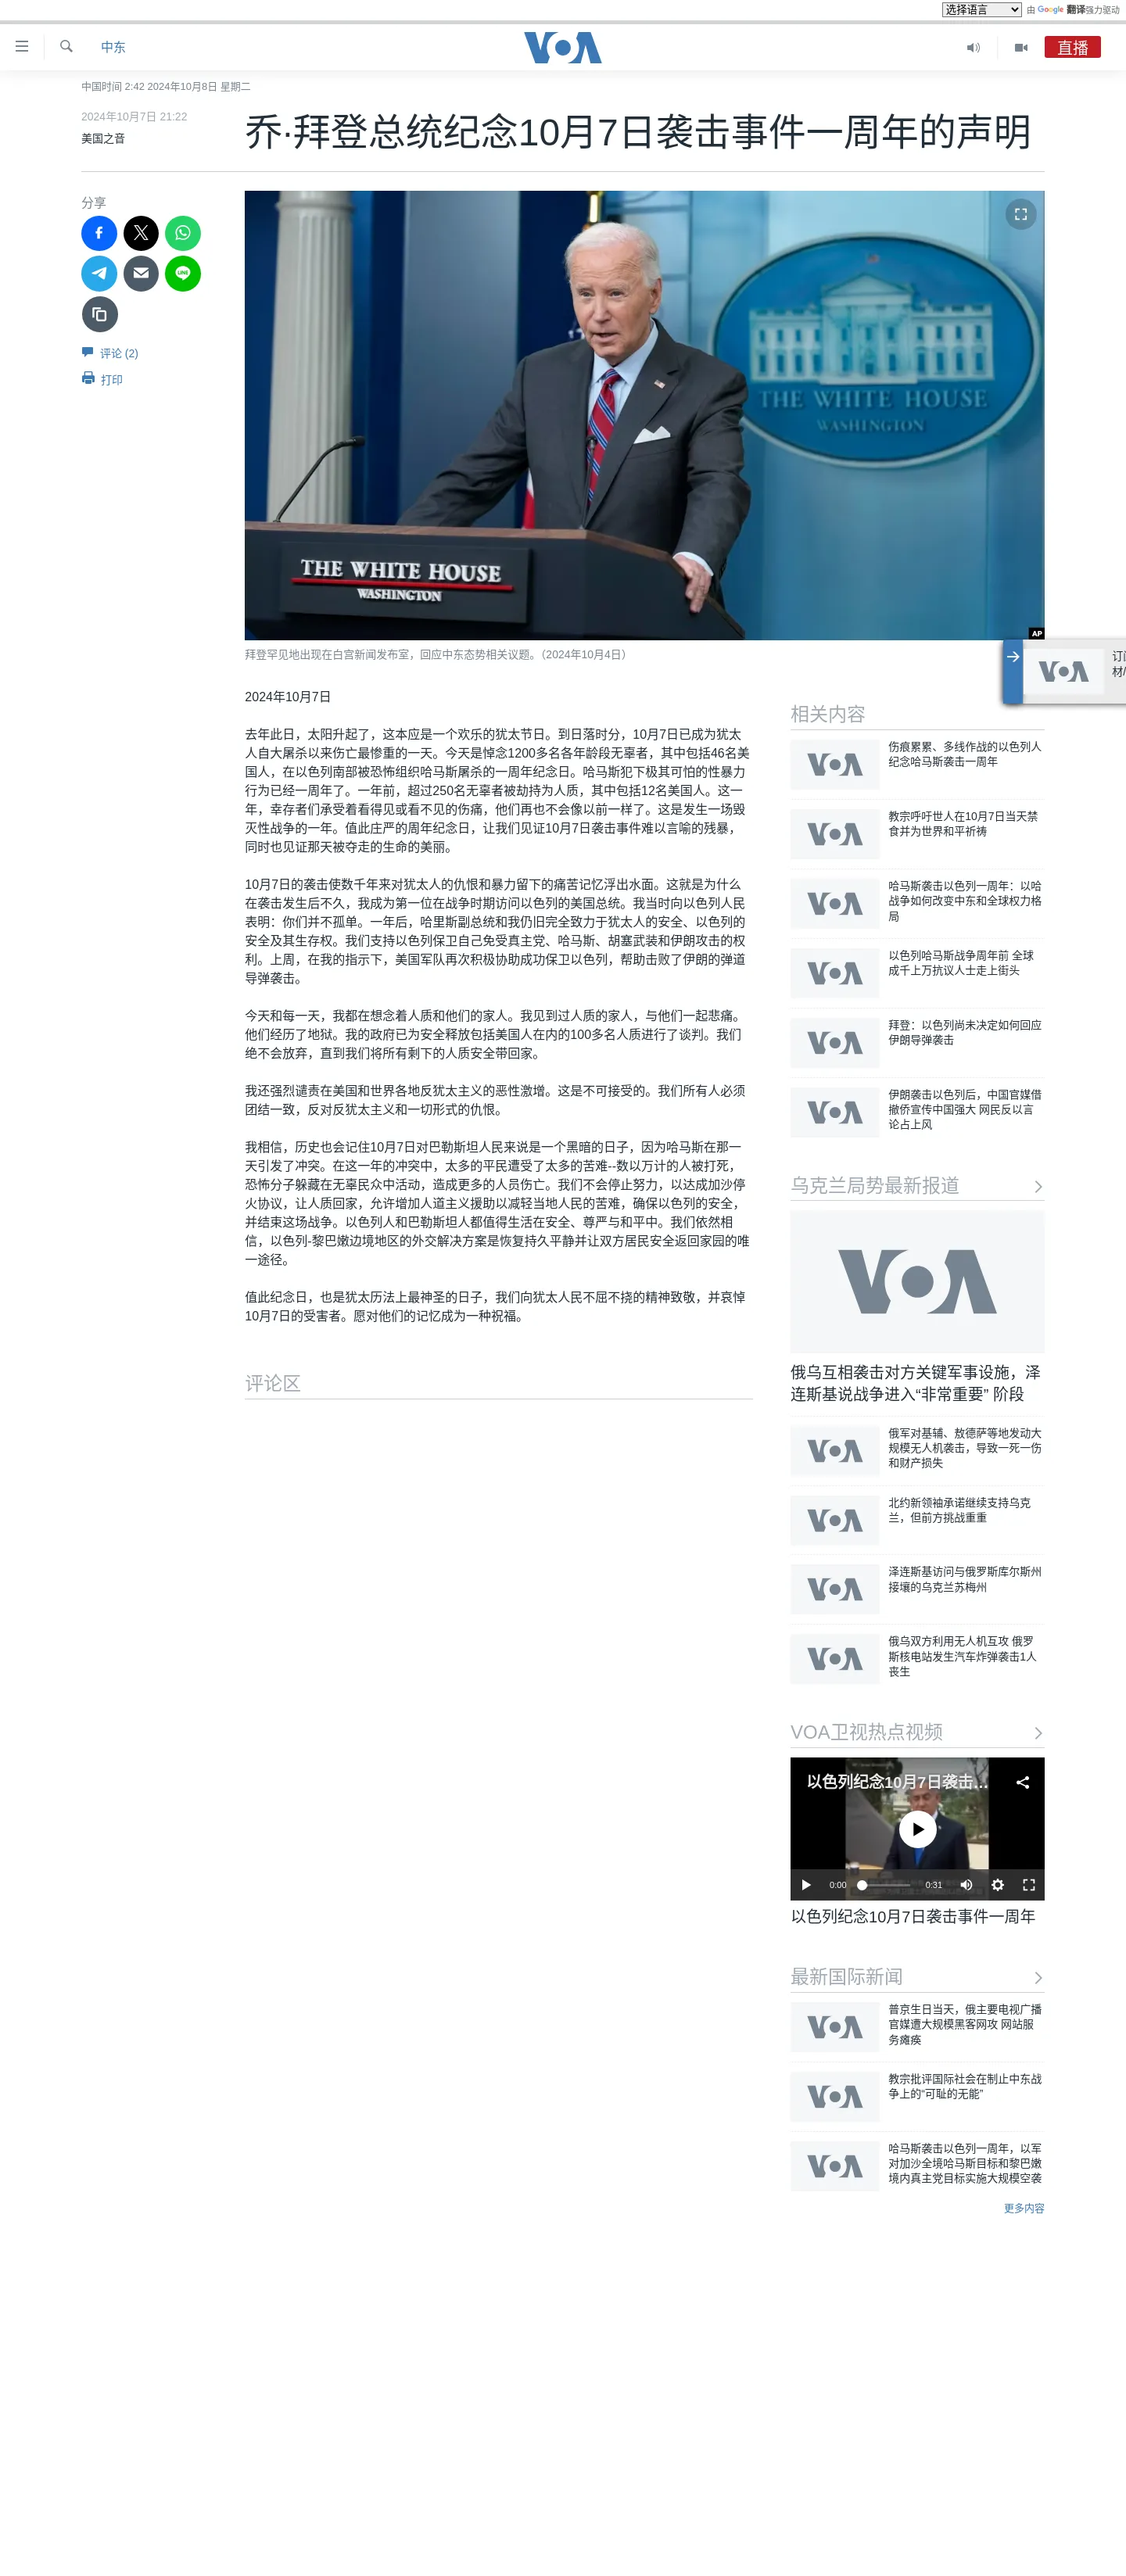 选择语言 由 Google 翻译强力驱动
中东
VOA
直播
中国时间 2:42 2024年10月8日 星期二
2024年10月7日 21:22
美国之音
乔·拜登总统纪念10月7日袭击事件一周年的声明
分享
LINE
评论 (2)
打印
THE WHITE HOUSE
WASHINGTON
THE WHITE HOUSE
WASHINGTON
AP
拜登罕见地出现在白宫新闻发布室，回应中东态势相关议题。（2024年10月4日）
VOA
材/
2024年10月7日
去年此日，太阳升起了，这本应是一个欢乐的犹太节日。到日落时分，10月7日已成为犹太
人自大屠杀以来伤亡最惨重的一天。今天是悼念1200多名各年龄段无辜者，其中包括46名美
国人，在以色列南部被恐怖组织哈马斯屠杀的一周年纪念日。哈马斯犯下极其可怕的性暴力
行为已经一周年了。一年前，超过250名无辜者被劫持为人质，其中包括12名美国人。这一
年，幸存者们承受着看得见或看不见的伤痛，他们再也不会像以前一样了。这是发生一场毁
灭性战争的一年。值此庄严的周年纪念日，让我们见证10月7日袭击事件难以言喻的残暴，
同时也见证那天被夺走的生命的美丽。
10月7日的袭击使数千年来对犹太人的仇恨和暴力留下的痛苦记忆浮出水面。这就是为什么
在袭击发生后不久，我成为第一位在战争时期访问以色列的美国总统。我当时向以色列人民
表明：你们并不孤单。一年后，哈里斯副总统和我仍旧完全致力于犹太人的安全、以色列的
安全及其生存权。我们支持以色列保卫自己免受真主党、哈马斯、胡塞武装和伊朗攻击的权
利。上周，在我的指示下，美国军队再次积极协助成功保卫以色列，帮助击败了伊朗的弹道
导弹袭击。
今天和每一天，我都在想念着人质和他们的家人。我见到过人质的家人，与他们一起悲痛。
他们经历了地狱。我的政府已为安全释放包括美国人在内的100多名人质进行了谈判。我们
绝不会放弃，直到我们将所有剩下的人质安全带回家。
我还强烈谴责在美国和世界各地反犹太主义的恶性激增。这是不可接受的。我们所有人必须
团结一致，反对反犹太主义和一切形式的仇恨。
我相信，历史也会记住10月7日对巴勒斯坦人民来说是一个黑暗的日子，因为哈马斯在那一
天引发了冲突。在这一年的冲突中，太多的平民遭受了太多的苦难--数以万计的人被打死，
恐怖分子躲藏在无辜民众中活动，造成更多的人员伤亡。我们不会停止努力，以达成加沙停
火协议，让人质回家，允许增加人道主义援助以减轻当地人民的苦难，确保以色列的安全，
并结束这场战争。以色列人和巴勒斯坦人都值得生活在安全、尊严与和平中。我们依然相
信，以色列-黎巴嫩边境地区的外交解决方案是恢复持久平静并让双方居民安全返回家园的唯
一途径。
值此纪念日，也是犹太历法上最神圣的日子，我们向犹太人民不屈不挠的精神致敬，并哀悼
10月7日的受害者。愿对他们的记忆成为一种祝福。
评论区
相关内容
VOA
伤痕累累、多线作战的以色列人
纪念哈马斯袭击一周年
VOA
教宗呼吁世人在10月7日当天禁
食并为世界和平祈祷
VOA
哈马斯袭击以色列一周年：以哈
战争如何改变中东和全球权力格
局
VOA
以色列哈马斯战争周年前 全球
成千上万抗议人士走上街头
VOA
拜登：以色列尚未决定如何回应
伊朗导弹袭击
VOA
伊朗袭击以色列后，中国官媒借
撤侨宣传中国强大 网民反以言
论占上风
乌克兰局势最新报道
VOA
俄乌互相袭击对方关键军事设施，泽
连斯基说战争进入“非常重要” 阶段
VOA
俄军对基辅、敖德萨等地发动大
规模无人机袭击，导致一死一伤
和财产损失
VOA
北约新领袖承诺继续支持乌克
兰，但前方挑战重重
VOA
泽连斯基访问与俄罗斯库尔斯州
接壤的乌克兰苏梅州
VOA
俄乌双方利用无人机互攻 俄罗
斯核电站发生汽车炸弹袭击1人
丧生
VOA卫视热点视频
以色列纪念10月7日袭击...
0:00 0:31
以色列纪念10月7日袭击事件一周年
最新国际新闻
VOA
普京生日当天，俄主要电视广播
官媒遭大规模黑客网攻 网站服
务瘫痪
VOA
教宗批评国际社会在制止中东战
争上的“可耻的无能”
VOA
哈马斯袭击以色列一周年，以军
对加沙全境哈马斯目标和黎巴嫩
境内真主党目标实施大规模空袭
更多内容